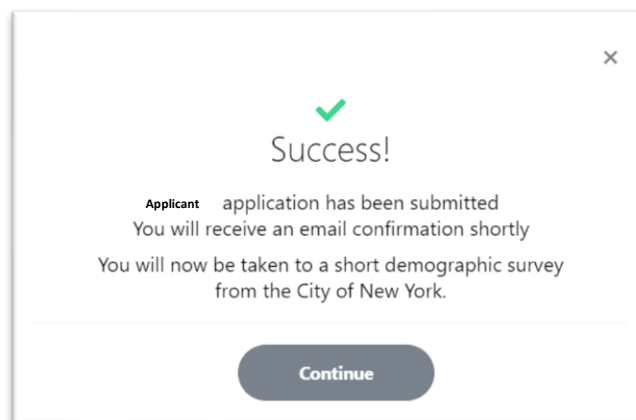 Success!
Applicant application has been submitted
You will receive an email confirmation shortly
You will now be taken to a short demographic survey
from the City of New York.
Continue